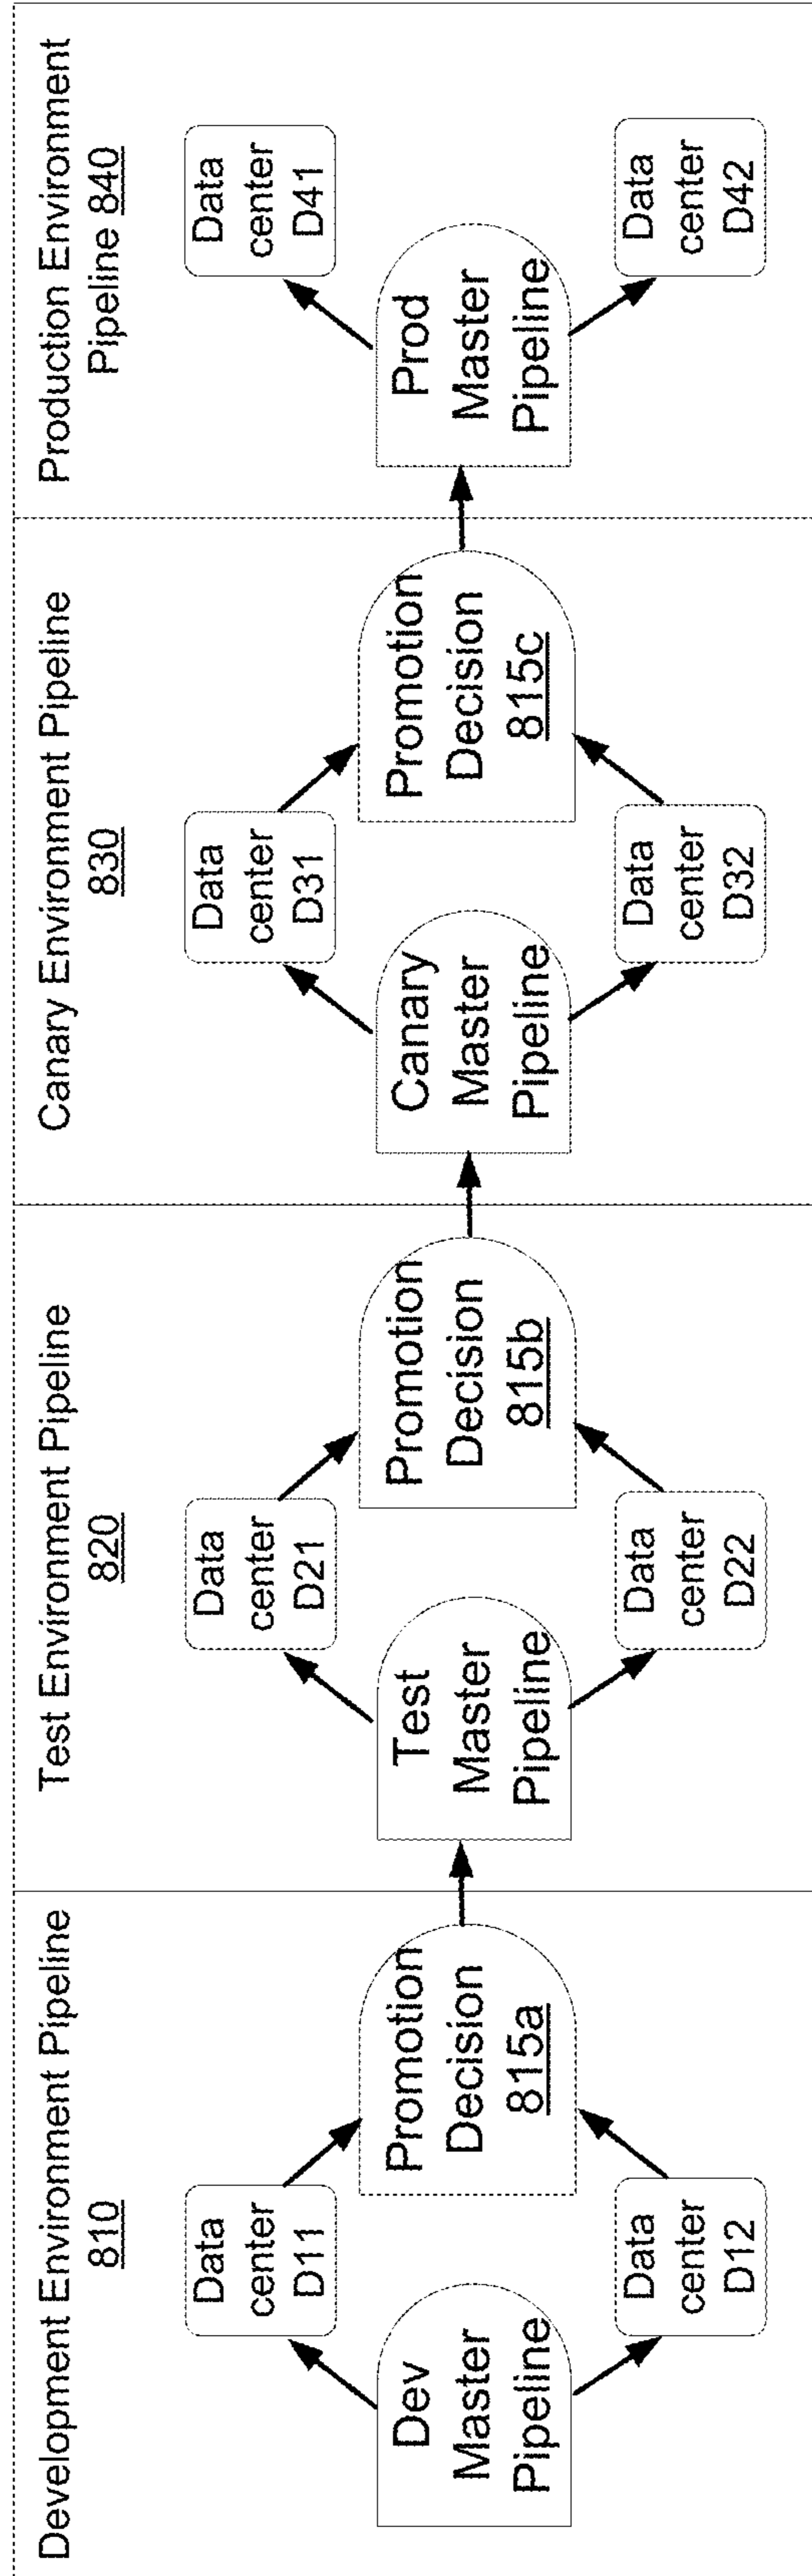 Development Environment Pipeline
810
Data
center
D11
Dev
Master
Pipeline
Promotion
Decision
815a
Data
center
D12
Test Environment Pipeline
820
Data
center
D21
Test
Master
Pipeline
Promotion
Decision
815b
Data
center
D22
Canary Environment Pipeline
830
Data
center
D31
Canary
Master
Pipeline
Promotion
Decision
815c
Data
center
D32
Production Environment
Pipeline 840
Data
center
D41
Prod
Master
Pipeline
Data
center
D42